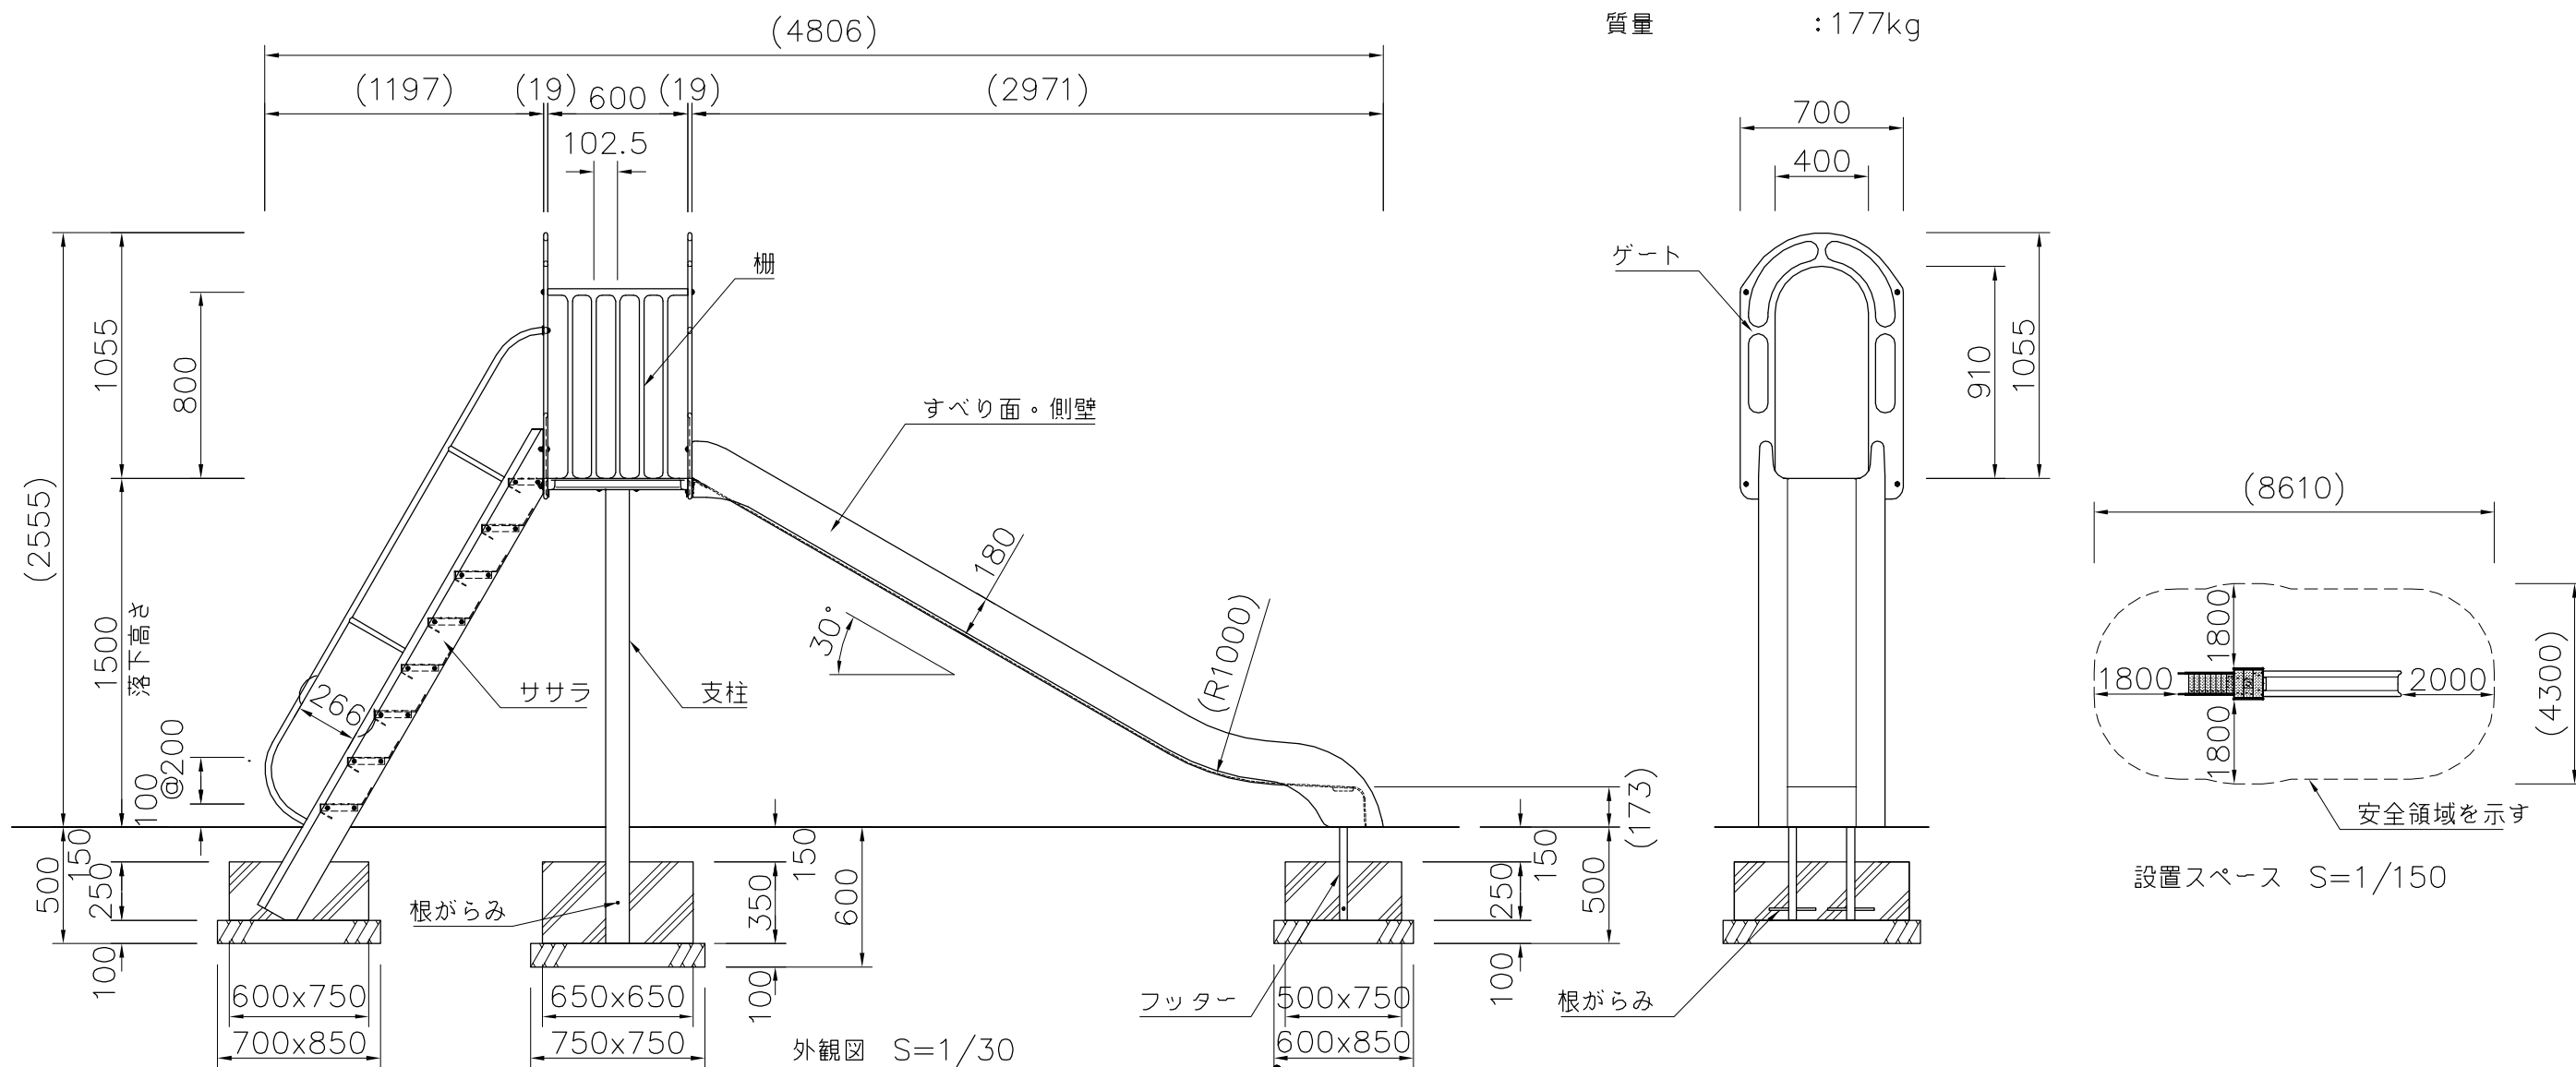 質量 :177kg
(4806)
(1197)
(19)
600
(19)
(2971)
102.5
700
400
柵
ゲート
1055
800
910
1055
すべり面・側壁
(2555)
180
(8610)
1500
落下高さ
30°
(R1000)
266
ササラ
支柱
1800
1800
2000
1800
(4300)
@200
100
(173)
安全領域を示す
500
150
250
100
150
350
600
100
150
250
500
100
設置スペース S=1/150
根がらみ
フッター
根がらみ
600x750
700x850
650x650
750x750
500x750
600x850
外観図 S=1/30